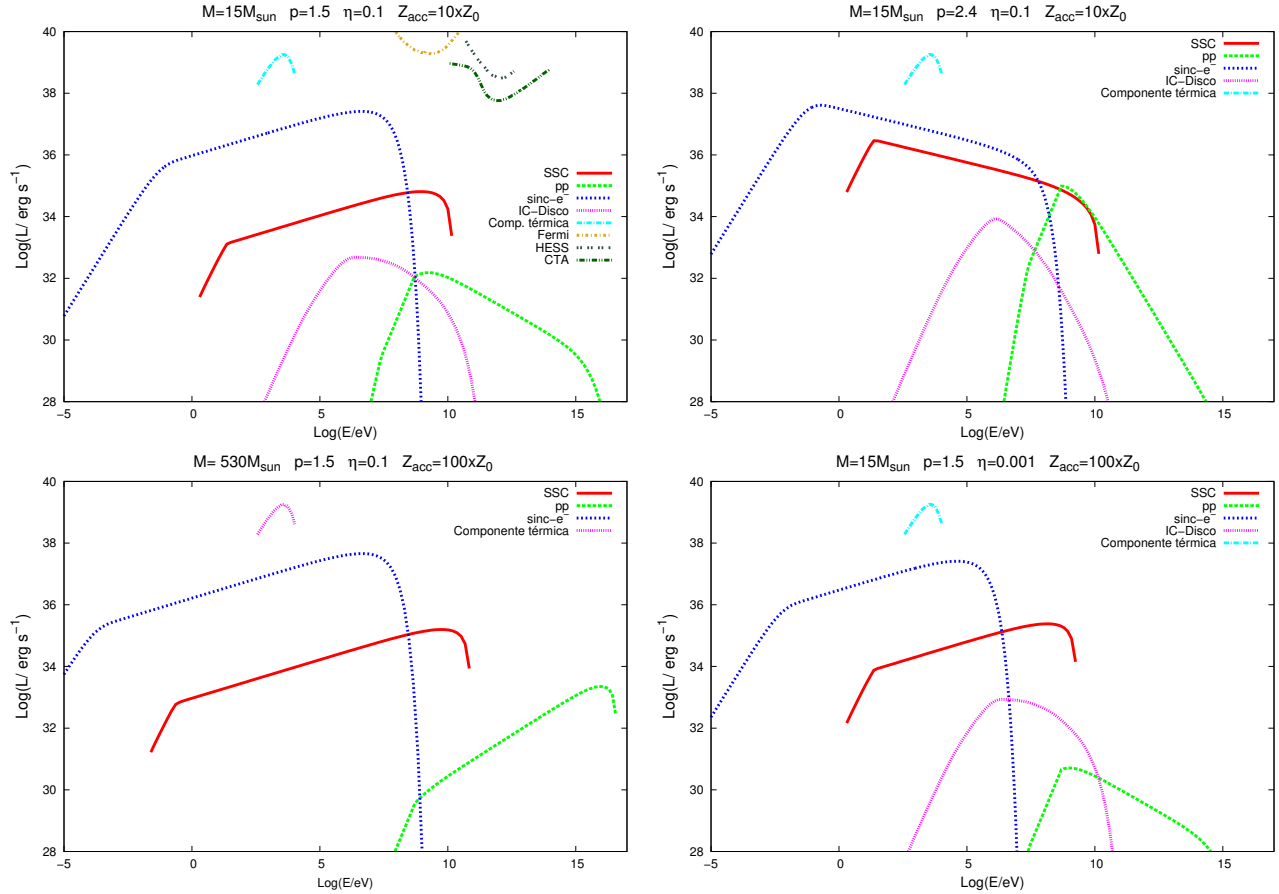 M=15M_sun p=1.5 η=0.1 Z_acc=10xZ_0
Log(L/ erg s⁻¹)
40
38
36
34
32
30
28
SSC
pp
sinc-e⁻
IC-Disco
Comp. térmica
Fermi
HESS
CTA
-5 0 5 10 15
Log(E/eV)
M=15M_sun p=2.4 η=0.1 Z_acc=10xZ_0
Log(L/ erg s⁻¹)
40
38
36
34
32
30
28
SSC
pp
sinc-e⁻
IC-Disco
Componente térmica
-5 0 5 10 15
Log(E/eV)
M= 530M_sun p=1.5 η=0.1 Z_acc=100xZ_0
Log(L/ erg s⁻¹)
40
38
36
34
32
30
28
SSC
pp
sinc-e⁻
Componente térmica
-5 0 5 10 15
Log(E/eV)
M=15M_sun p=1.5 η=0.001 Z_acc=100xZ_0
Log(L/ erg s⁻¹)
40
38
36
34
32
30
28
SSC
pp
sinc-e⁻
IC-Disco
Componente térmica
-5 0 5 10 15
Log(E/eV)